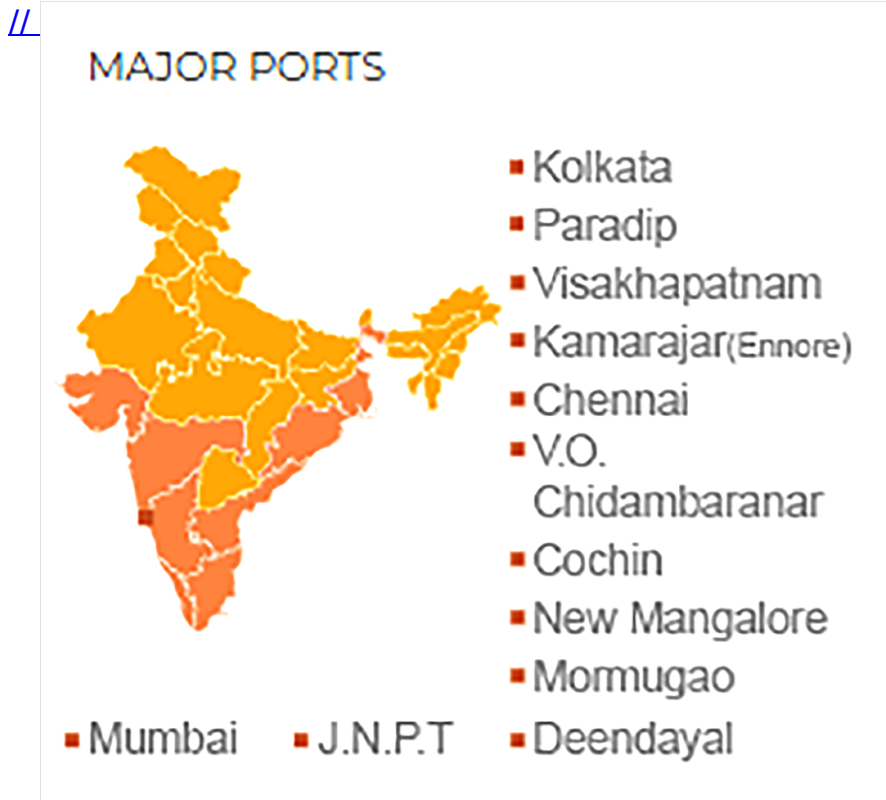 //
MAJOR PORTS
Kolkata
Paradip
Visakhapatnam
Kamarajar(Ennore)
Chennai
V.O.
Chidambaranar
Cochin
New Mangalore
Mormugao
Mumbai
J.N.P.T
Deendayal